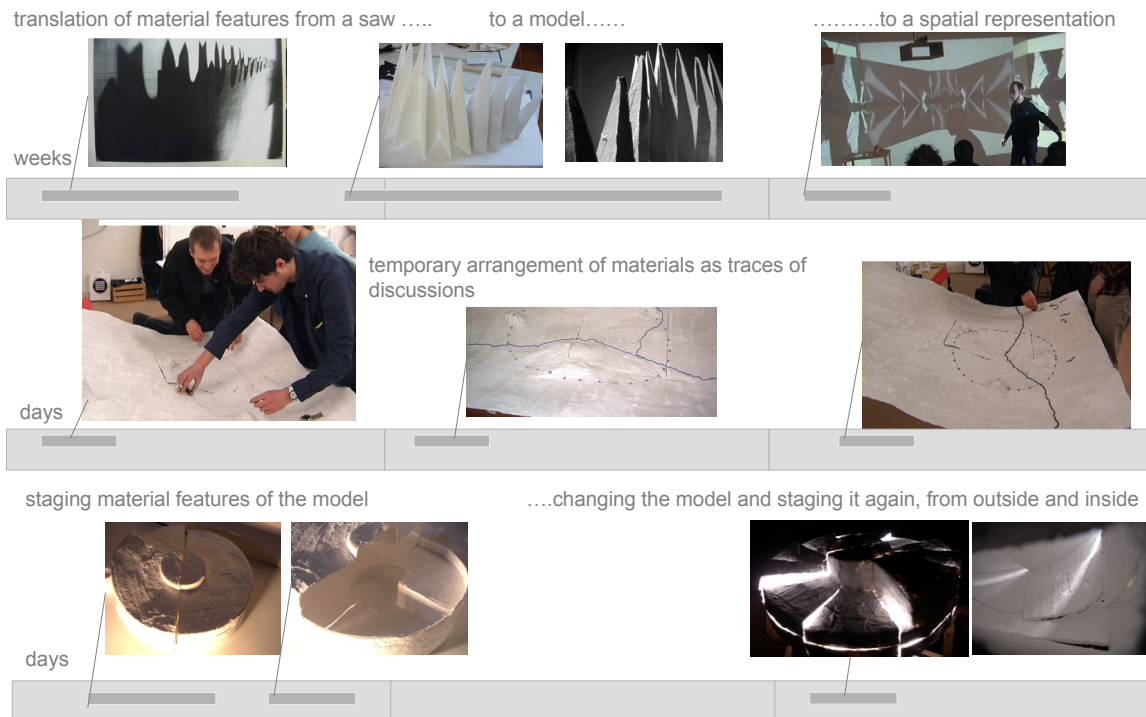 translation of material features from a saw ….. to a model…… ……….to a spatial representation
weeks
temporary arrangement of materials as traces of
discussions
days
staging material features of the model ….changing the model and staging it again, from outside and inside
days